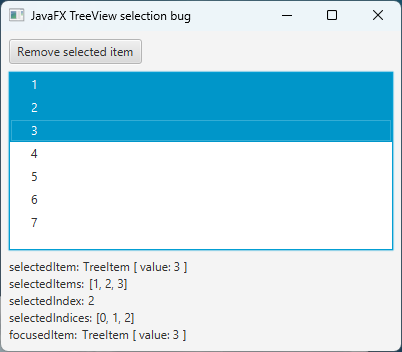 JavaFX TreeView selection bug
Remove selected item
1
2
3
4
5
6
7
selectedItem: TreeItem [ value: 3 ]
selectedItems: [1, 2, 3]
selectedIndex: 2
selectedIndices: [0, 1, 2]
focusedItem: TreeItem [ value: 3 ]